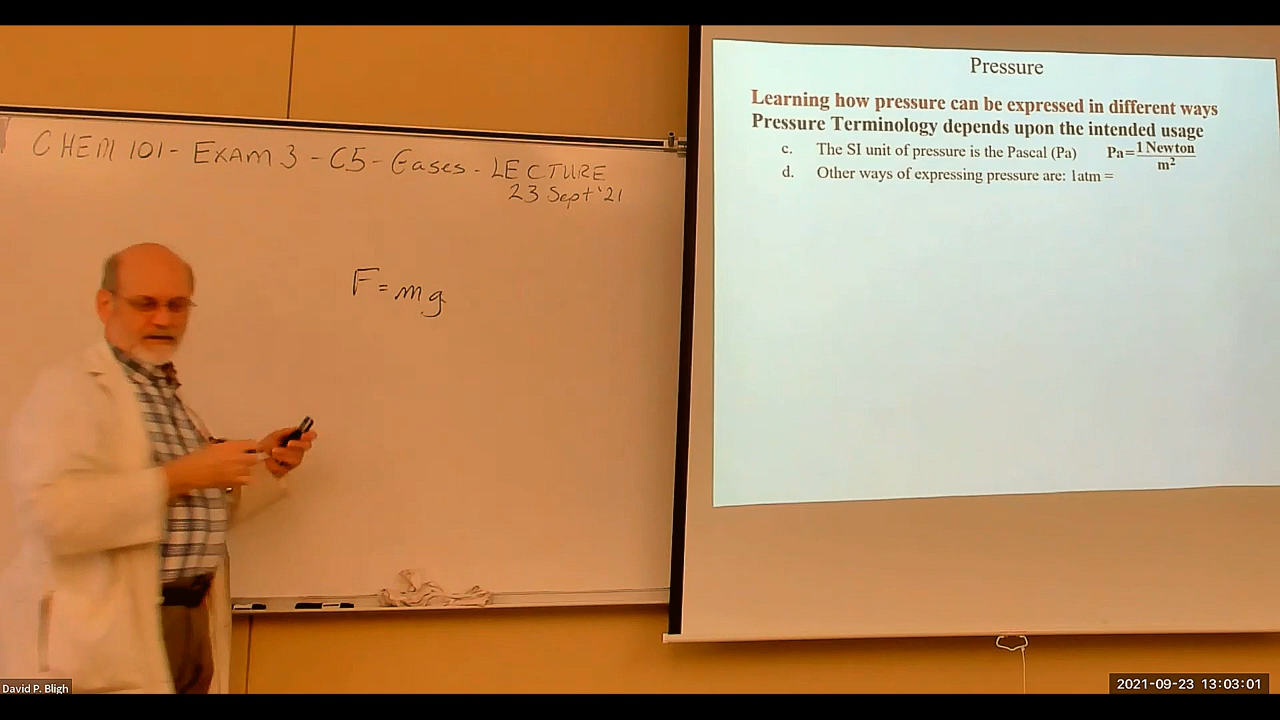 CHEM 101 - EXAM 3 - C5 - Gases - LECTURE
23 Sept '21
F = mg
Pressure
Learning how pressure can be expressed in different ways
Pressure Terminology depends upon the intended usage
c. The SI unit of pressure is the Pascal (Pa) Pa=1 Newton
m²
d. Other ways of expressing pressure are: 1atm =
David P. Bligh
2021-09-23 13:03:01